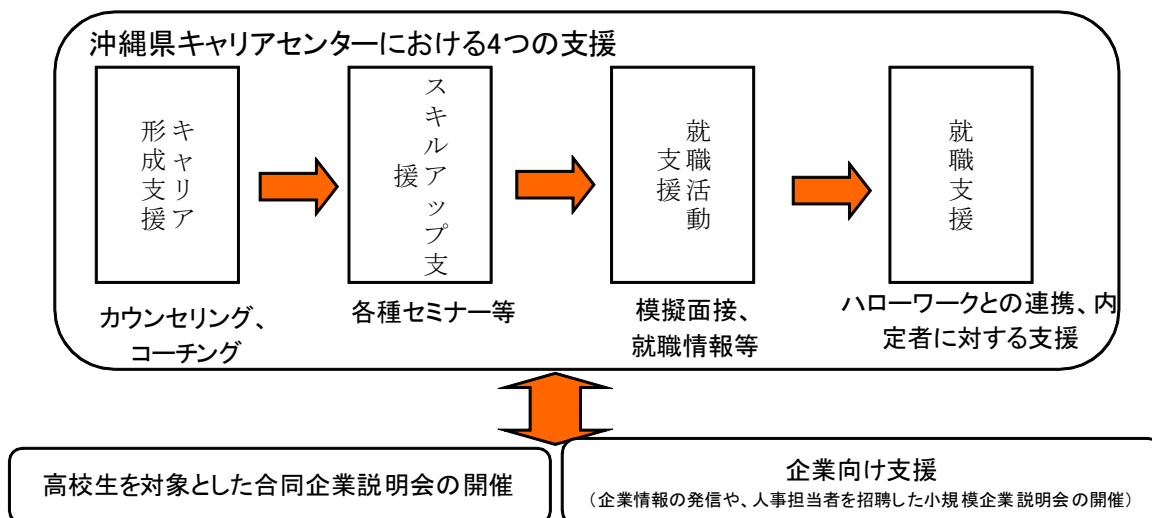 沖縄県キャリアセンターにおける4つの支援
キャリア
形成支援
スキルアップ支
援
就職活動
支援
就職支援
カウンセリング、
コーチング
各種セミナー等
模擬面接、
就職情報等
ハローワークとの連携、内
定者に対する支援
高校生を対象とした合同企業説明会の開催
企業向け支援
（企業情報の発信や、人事担当者を招聘した小規模企業説明会の開催）